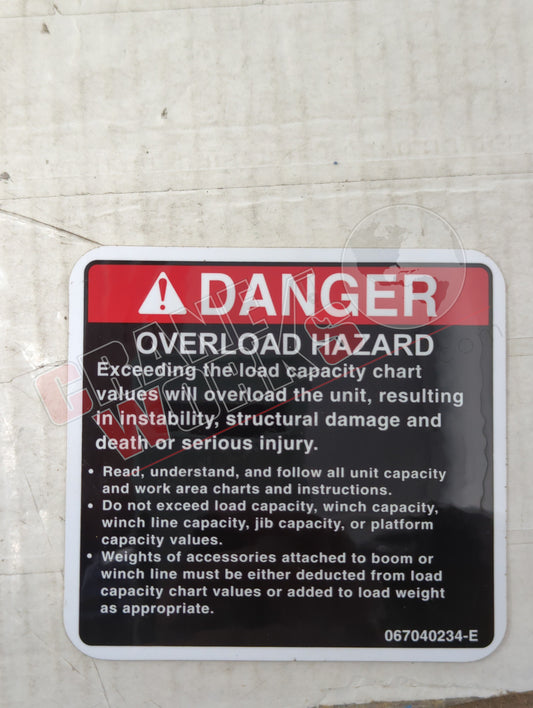 DANGER
OVERLOAD HAZARD
Exceeding the load capacity chart
values will overload the unit, resulting
in instability, structural damage and
death or serious injury.
• Read, understand, and follow all unit capacity
and work area charts and instructions.
• Do not exceed load capacity, winch capacity,
winch line capacity, jib capacity, or platform
capacity values.
• Weights of accessories attached to boom or
winch line must be either deducted from load
capacity chart values or added to load weight
as appropriate.
067040234-E